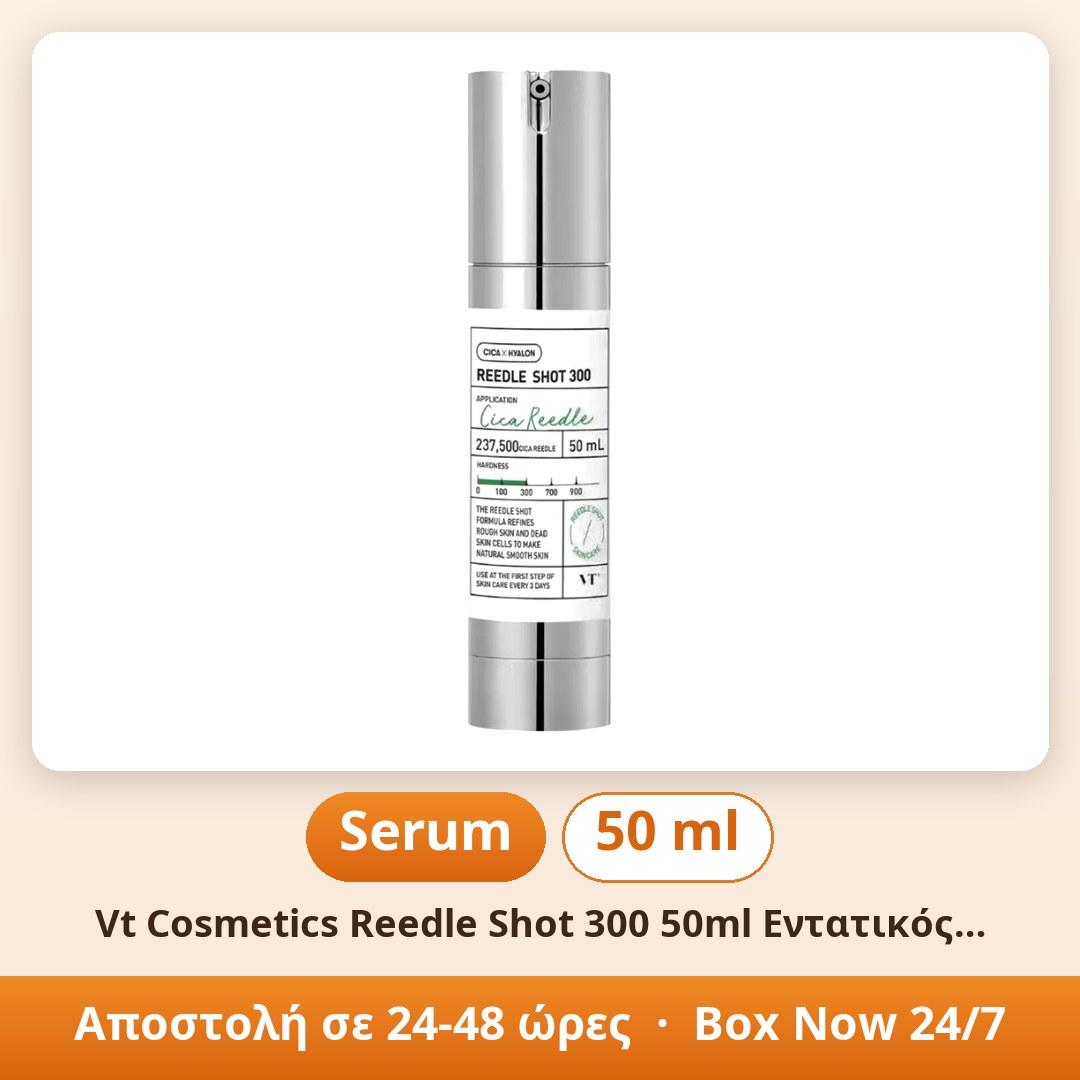 CICA X HYALON
REEDLE SHOT 300
APPLICATION
Cica Reedle
237,500 CICA REEDLE
50 mL
HARDNESS
0 100 300 700 900
THE REEDLE SHOT
FORMULA REFINES
ROUGH SKIN AND DEAD
SKIN CELLS TO MAKE
NATURAL SMOOTH SKIN
REEDLE SHOT
SKINCARE
USE AT THE FIRST STEP OF
SKIN CARE EVERY 3 DAYS
VT
Serum
50 ml
Vt Cosmetics Reedle Shot 300 50ml Εντατικός...
Αποστολή σε 24-48 ώρες · Box Now 24/7